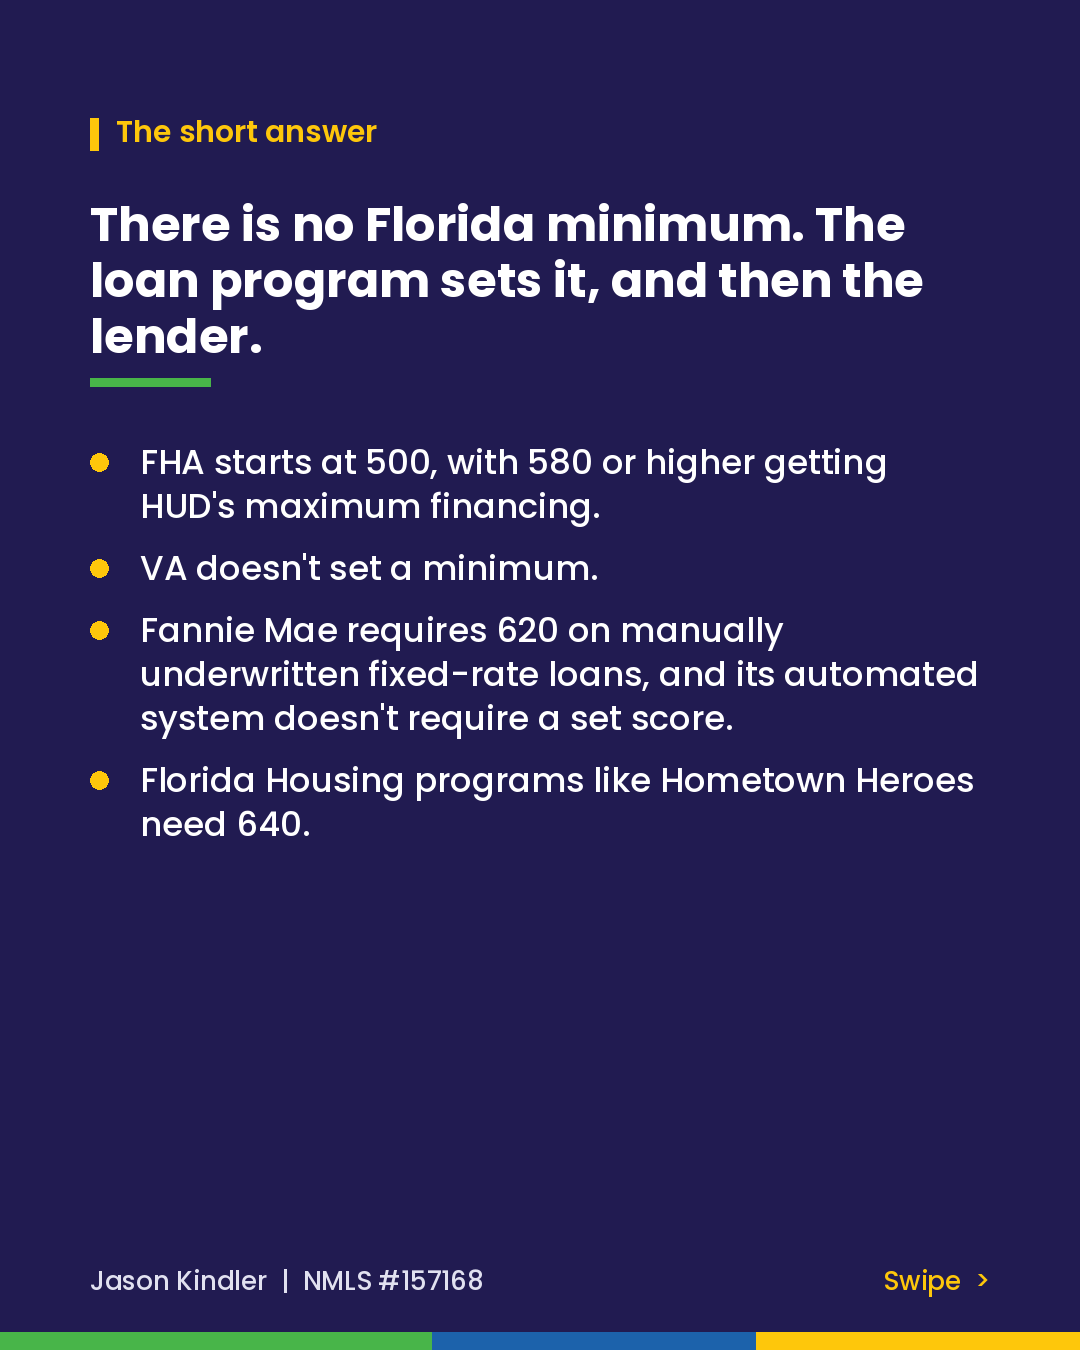 The short answer
There is no Florida minimum. The
loan program sets it, and then the
lender.
FHA starts at 500, with 580 or higher getting
HUD's maximum financing.
VA doesn't set a minimum.
Fannie Mae requires 620 on manually
underwritten fixed-rate loans, and its automated
system doesn't require a set score.
Florida Housing programs like Hometown Heroes
need 640.
Jason Kindler | NMLS #157168
Swipe >